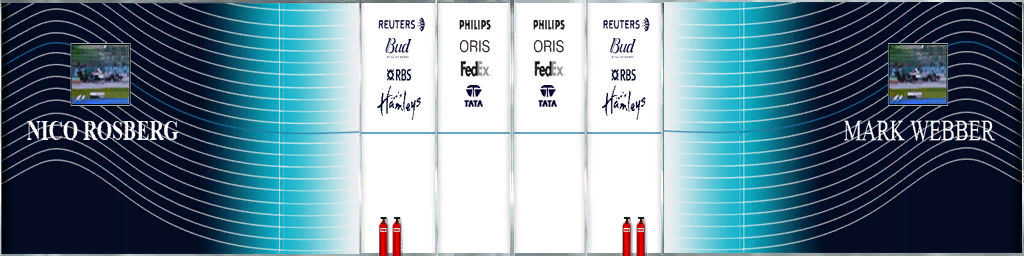 REUTERS
Bud
RBS
Hamleys
PHILIPS
ORIS
FedEx
TATA
PHILIPS
ORIS
FedEx
TATA
REUTERS
Bud
RBS
Hamleys
NICO ROSBERG
MARK WEBBER